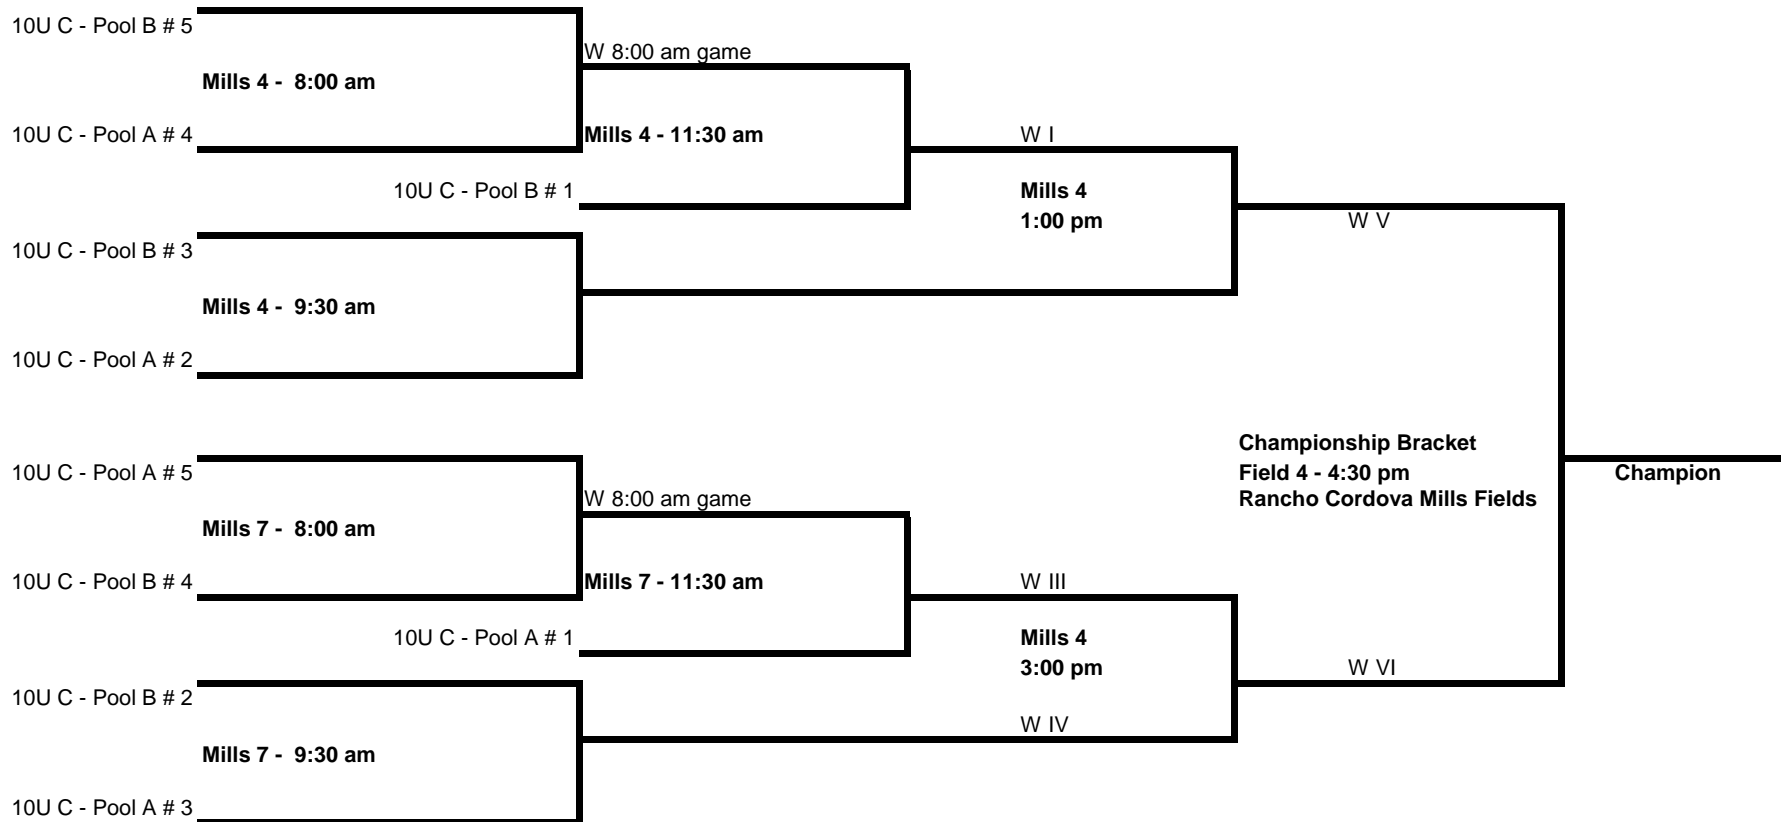 10U C - Pool B # 5
W 8:00 am game
Mills 4 -  8:00 am
10U C - Pool A # 4
Mills 4 - 11:30 am
W I
10U C - Pool B # 1
Mills 4
1:00 pm
W V
10U C - Pool B # 3
Mills 4 -  9:30 am
10U C - Pool A # 2
Championship Bracket
Field 4 - 4:30 pm
Rancho Cordova Mills Fields
Champion
10U C - Pool A # 5
W 8:00 am game
Mills 7 -  8:00 am
10U C - Pool B # 4
Mills 7 - 11:30 am
W III
10U C - Pool A # 1
Mills 4
3:00 pm
W VI
10U C - Pool B # 2
W IV
Mills 7 -  9:30 am
10U C - Pool A # 3